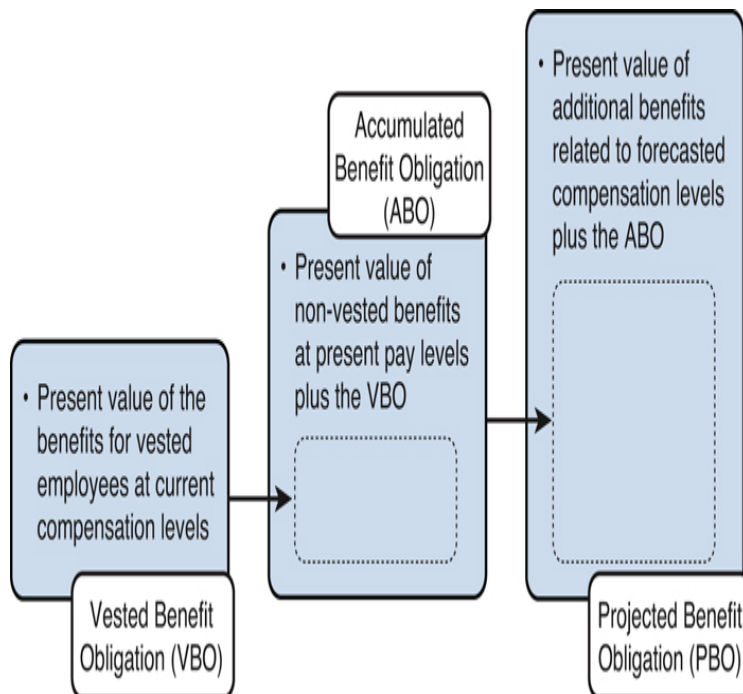 • Present value of the
benefits for vested
employees at current
compensation levels
Vested Benefit
Obligation (VBO)
Accumulated
Benefit Obligation
(ABO)
• Present value of
non-vested benefits
at present pay levels
plus the VBO
• Present value of
additional benefits
related to forecasted
compensation levels
plus the ABO
Projected Benefit
Obligation (PBO)